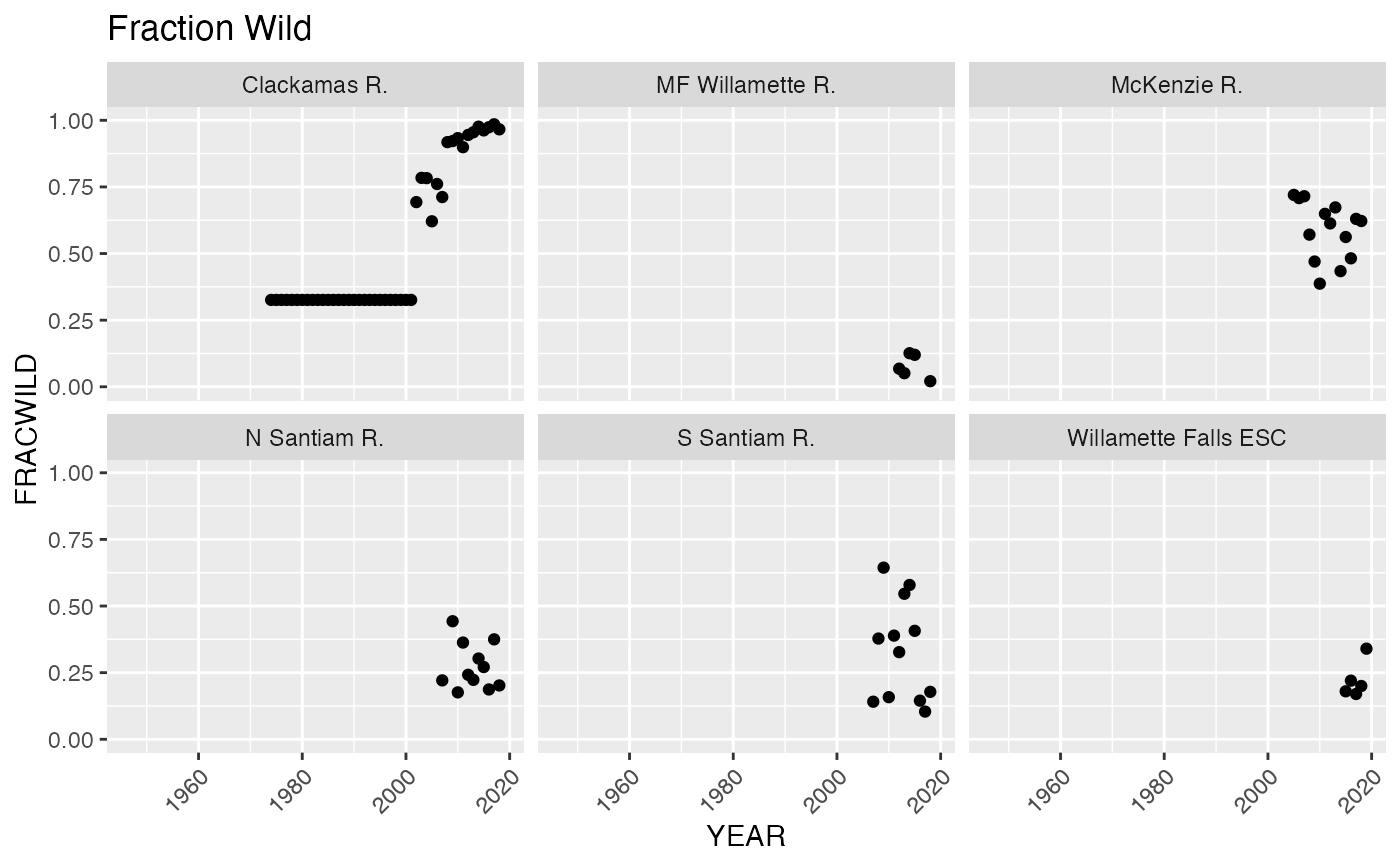 Fraction Wild
Clackamas R. MF Willamette R. McKenzie R.
1.00
0.75
0.50
0.25
0.00
FRACWILD
N Santiam R. S Santiam R. Willamette Falls ESC
1.00
0.75
0.50
0.25
0.00
1960 1980 2000 2020 1960 1980 2000 2020 1960 1980 2000 2020
YEAR